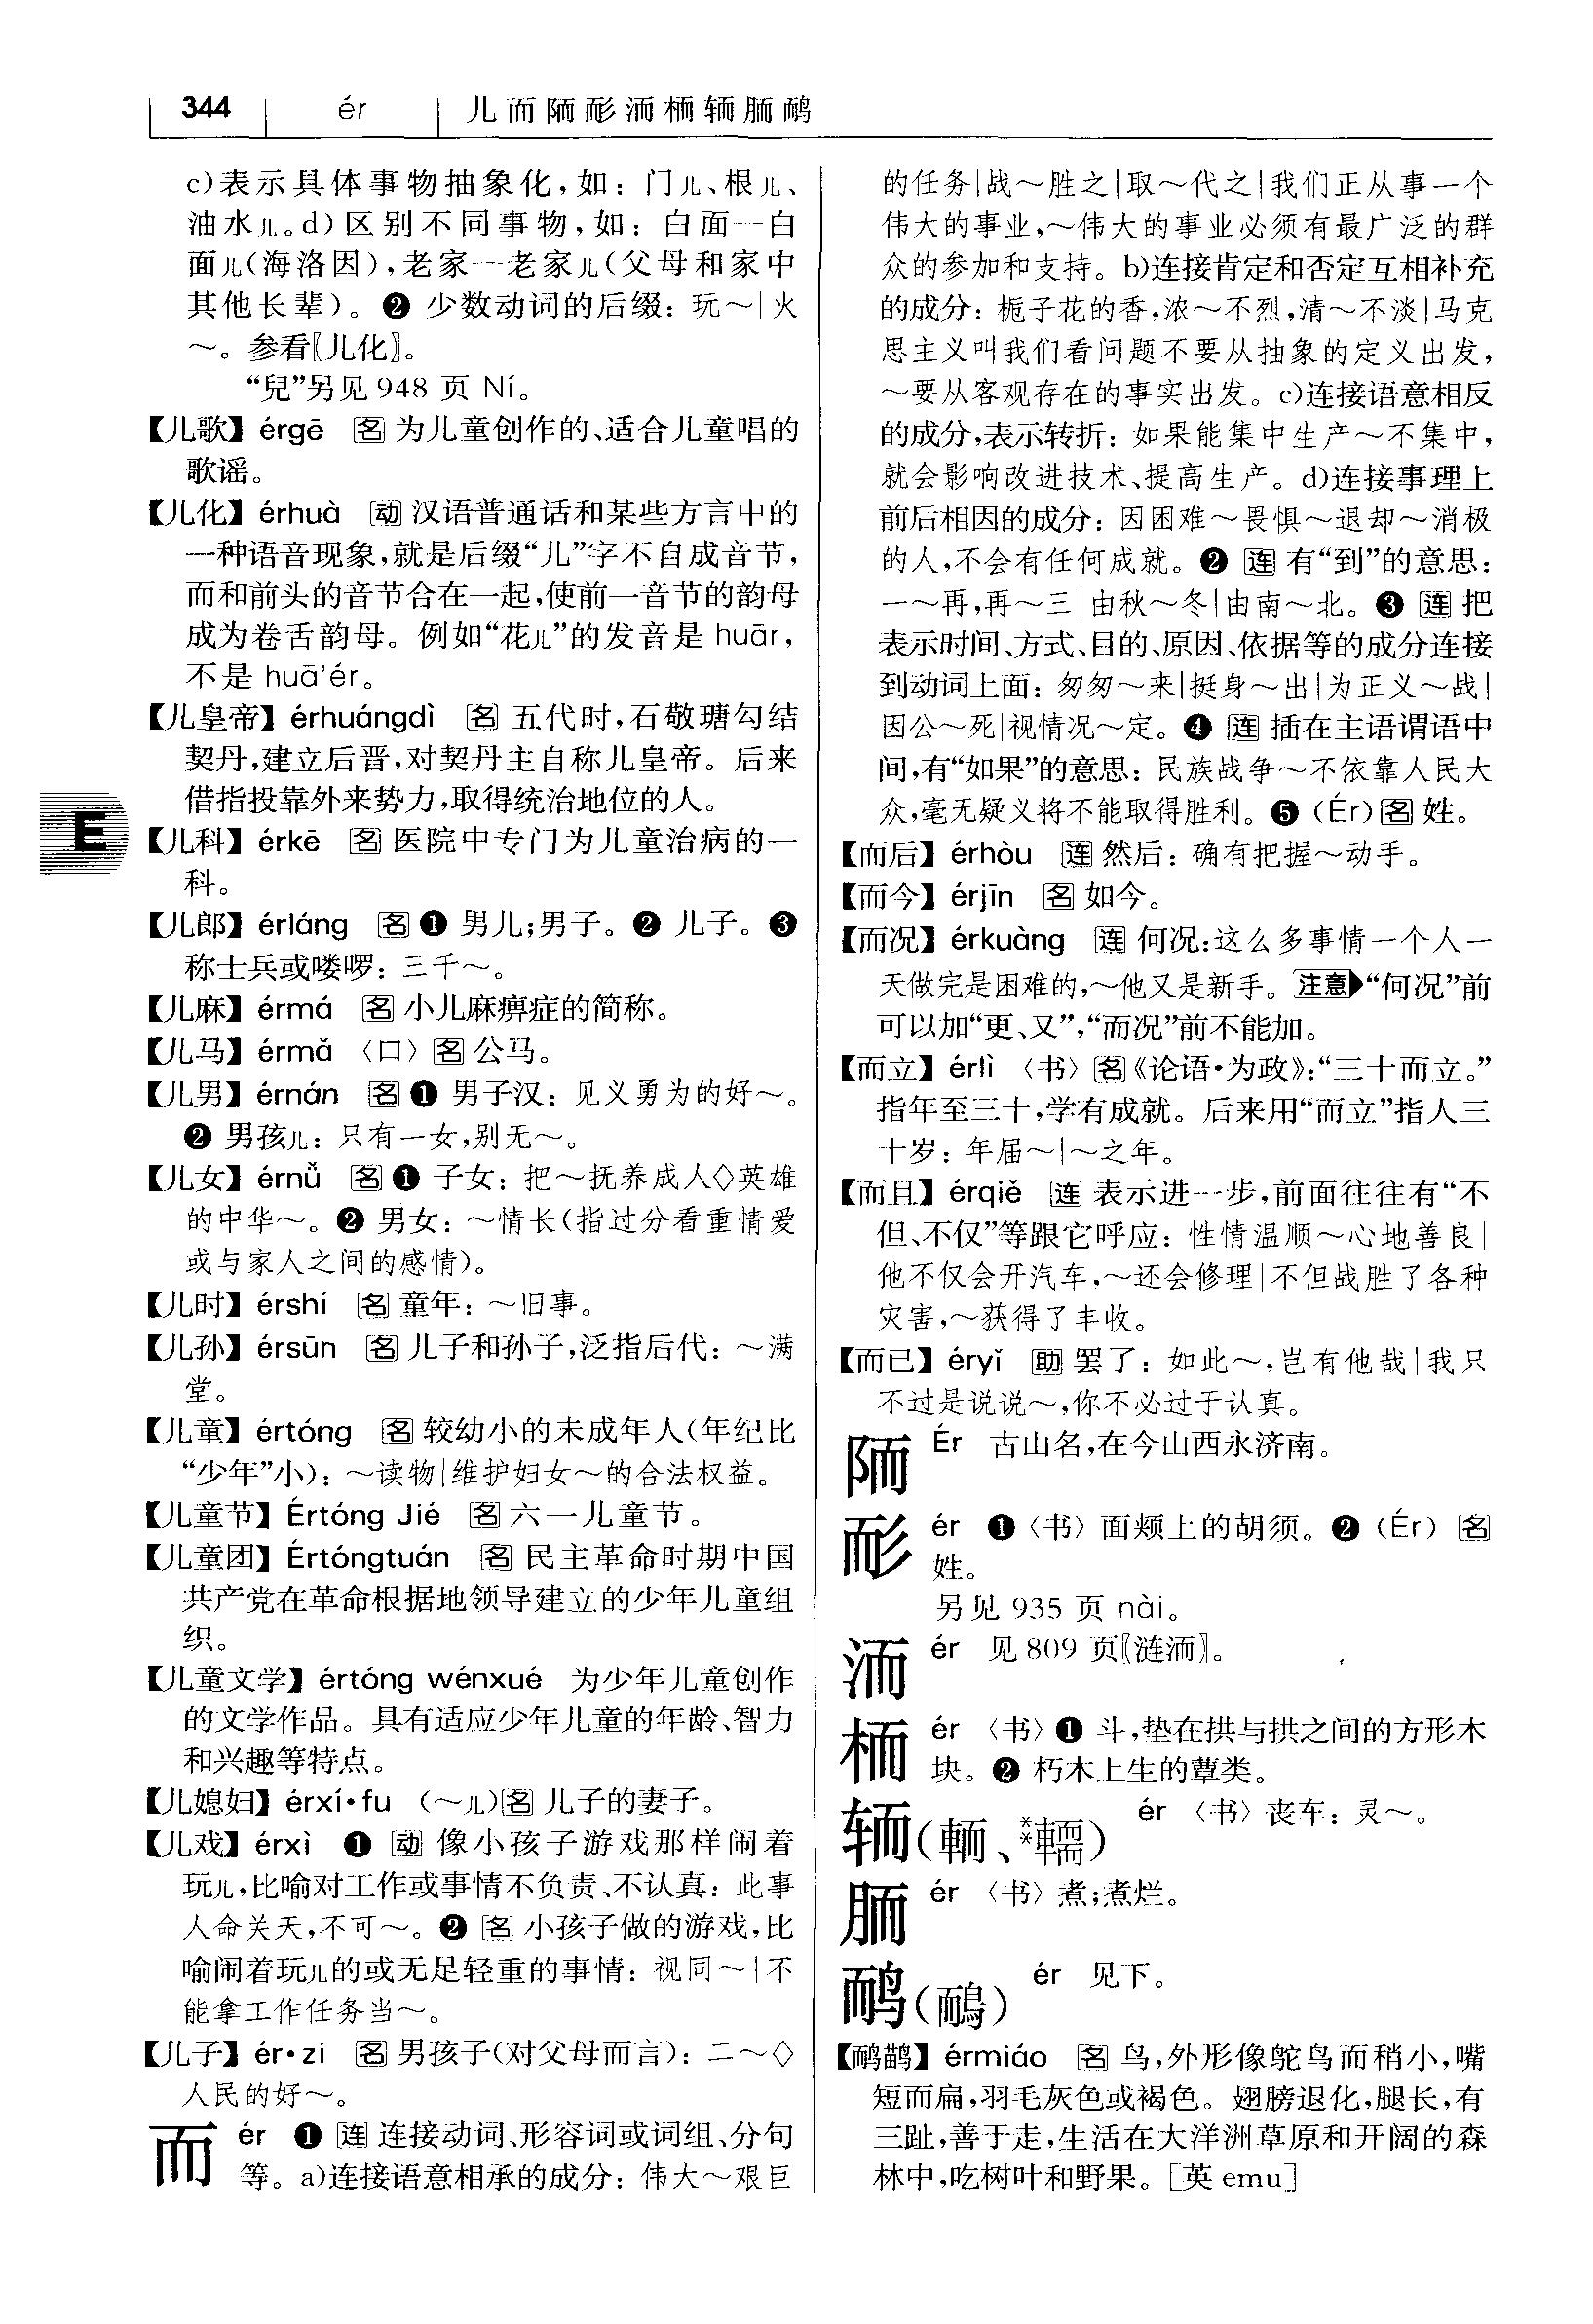 344
ér
儿而陑耏洏栭轜胹鸸
c)表示具体事物抽象化,如：门儿、根儿、
油水儿。d)区别不同事物,如：白面—白
面儿(海洛因),老家—老家儿(父母和家中
其他长辈)。❷ 少数动词的后缀：玩～|火
～。参看〖儿化〗。
“兒”另见948页 Ní。
【儿歌】érgē 名 为儿童创作的、适合儿童唱的
歌谣。
【儿化】érhuà 动 汉语普通话和某些方言中的
一种语音现象,就是后缀“儿”字不自成音节,
而和前头的音节合在一起,使前一音节的韵母
成为卷舌韵母。例如“花儿”的发音是 huār,
不是 huā'ér。
【儿皇帝】érhuángdì 名 五代时,石敬瑭勾结
契丹,建立后晋,对契丹主自称儿皇帝。后来
借指投靠外来势力,取得统治地位的人。
E
【儿科】érkē 名 医院中专门为儿童治病的一
科。
【儿郎】érláng 名 ❶ 男儿;男子。❷ 儿子。❸
称士兵或喽啰：三千～。
【儿麻】érmá 名 小儿麻痹症的简称。
【儿马】érmǎ 〈口〉名 公马。
【儿男】érnán 名 ❶ 男子汉：见义勇为的好～。
❷ 男孩儿：只有一女,别无～。
【儿女】érnǚ 名 ❶ 子女：把～抚养成人◇英雄
的中华～。❷ 男女：～情长(指过分看重情爱
或与家人之间的感情)。
【儿时】érshí 名 童年：～旧事。
【儿孙】érsūn 名 儿子和孙子,泛指后代：～满
堂。
【儿童】értóng 名 较幼小的未成年人(年纪比
“少年”小)：～读物|维护妇女～的合法权益。
【儿童节】Értóng Jié 名 六一儿童节。
【儿童团】Értóngtuán 名 民主革命时期中国
共产党在革命根据地领导建立的少年儿童组
织。
【儿童文学】értóng wénxué 为少年儿童创作
的文学作品。具有适应少年儿童的年龄、智力
和兴趣等特点。
【儿媳妇】érxí•fu (～儿)名 儿子的妻子。
【儿戏】érxì ❶ 动 像小孩子游戏那样闹着
玩儿,比喻对工作或事情不负责、不认真：此事
人命关天,不可～。❷ 名 小孩子做的游戏,比
喻闹着玩儿的或无足轻重的事情：视同～|不
能拿工作任务当～。
【儿子】ér•zi 名 男孩子(对父母而言)：二～◇
人民的好～。
而 ér ❶ 连 连接动词、形容词或词组、分句
等。a)连接语意相承的成分：伟大～艰巨
的任务|战～胜之|取～代之|我们正从事一个
伟大的事业,～伟大的事业必须有最广泛的群
众的参加和支持。b)连接肯定和否定互相补充
的成分：栀子花的香,浓～不烈,清～不淡|马克
思主义叫我们看问题不要从抽象的定义出发,
～要从客观存在的事实出发。c)连接语意相反
的成分,表示转折：如果能集中生产～不集中,
就会影响改进技术、提高生产。d)连接事理上
前后相因的成分：因困难～畏惧～退却～消极
的人,不会有任何成就。❷ 连 有“到”的意思：
一～再,再～三|由秋～冬|由南～北。❸ 连 把
表示时间、方式、目的、原因、依据等的成分连接
到动词上面：匆匆～来|挺身～出|为正义～战|
因公～死|视情况～定。❹ 连 插在主语谓语中
间,有“如果”的意思：民族战争～不依靠人民大
众,毫无疑义将不能取得胜利。❺ (Ér)名 姓。
【而后】érhòu 连 然后：确有把握～动手。
【而今】érjīn 名 如今。
【而况】érkuàng 连 何况:这么多事情一个人一
天做完是困难的,～他又是新手。注意 “何况”前
可以加“更、又”,“而况”前不能加。
【而立】érlì 〈书〉名《论语•为政》:“三十而立。”
指年至三十,学有成就。后来用“而立”指人三
十岁：年届～|～之年。
【而且】érqiě 连 表示进一步,前面往往有“不
但、不仅”等跟它呼应：性情温顺～心地善良|
他不仅会开汽车,～还会修理|不但战胜了各种
灾害,～获得了丰收。
【而已】éryǐ 助 罢了：如此～,岂有他哉|我只
不过是说说～,你不必过于认真。
陑 Ér 古山名,在今山西永济南。
耏 ér ❶〈书〉面颊上的胡须。❷ (Ér) 名
姓。
另见 935 页 nài。
洏 ér 见 809 页〖涟洏〗。
栭 ér 〈书〉❶ 斗,垫在拱与拱之间的方形木
块。❷ 朽木上生的蕈类。
𫐏(輀、**轜) ér 〈书〉丧车：灵～。
胹 ér 〈书〉煮;煮烂。
鸸(鴯) ér 见下。
【鸸鹋】érmiáo 名 鸟,外形像鸵鸟而稍小,嘴
短而扁,羽毛灰色或褐色。翅膀退化,腿长,有
三趾,善于走,生活在大洋洲草原和开阔的森
林中,吃树叶和野果。[英 emu]